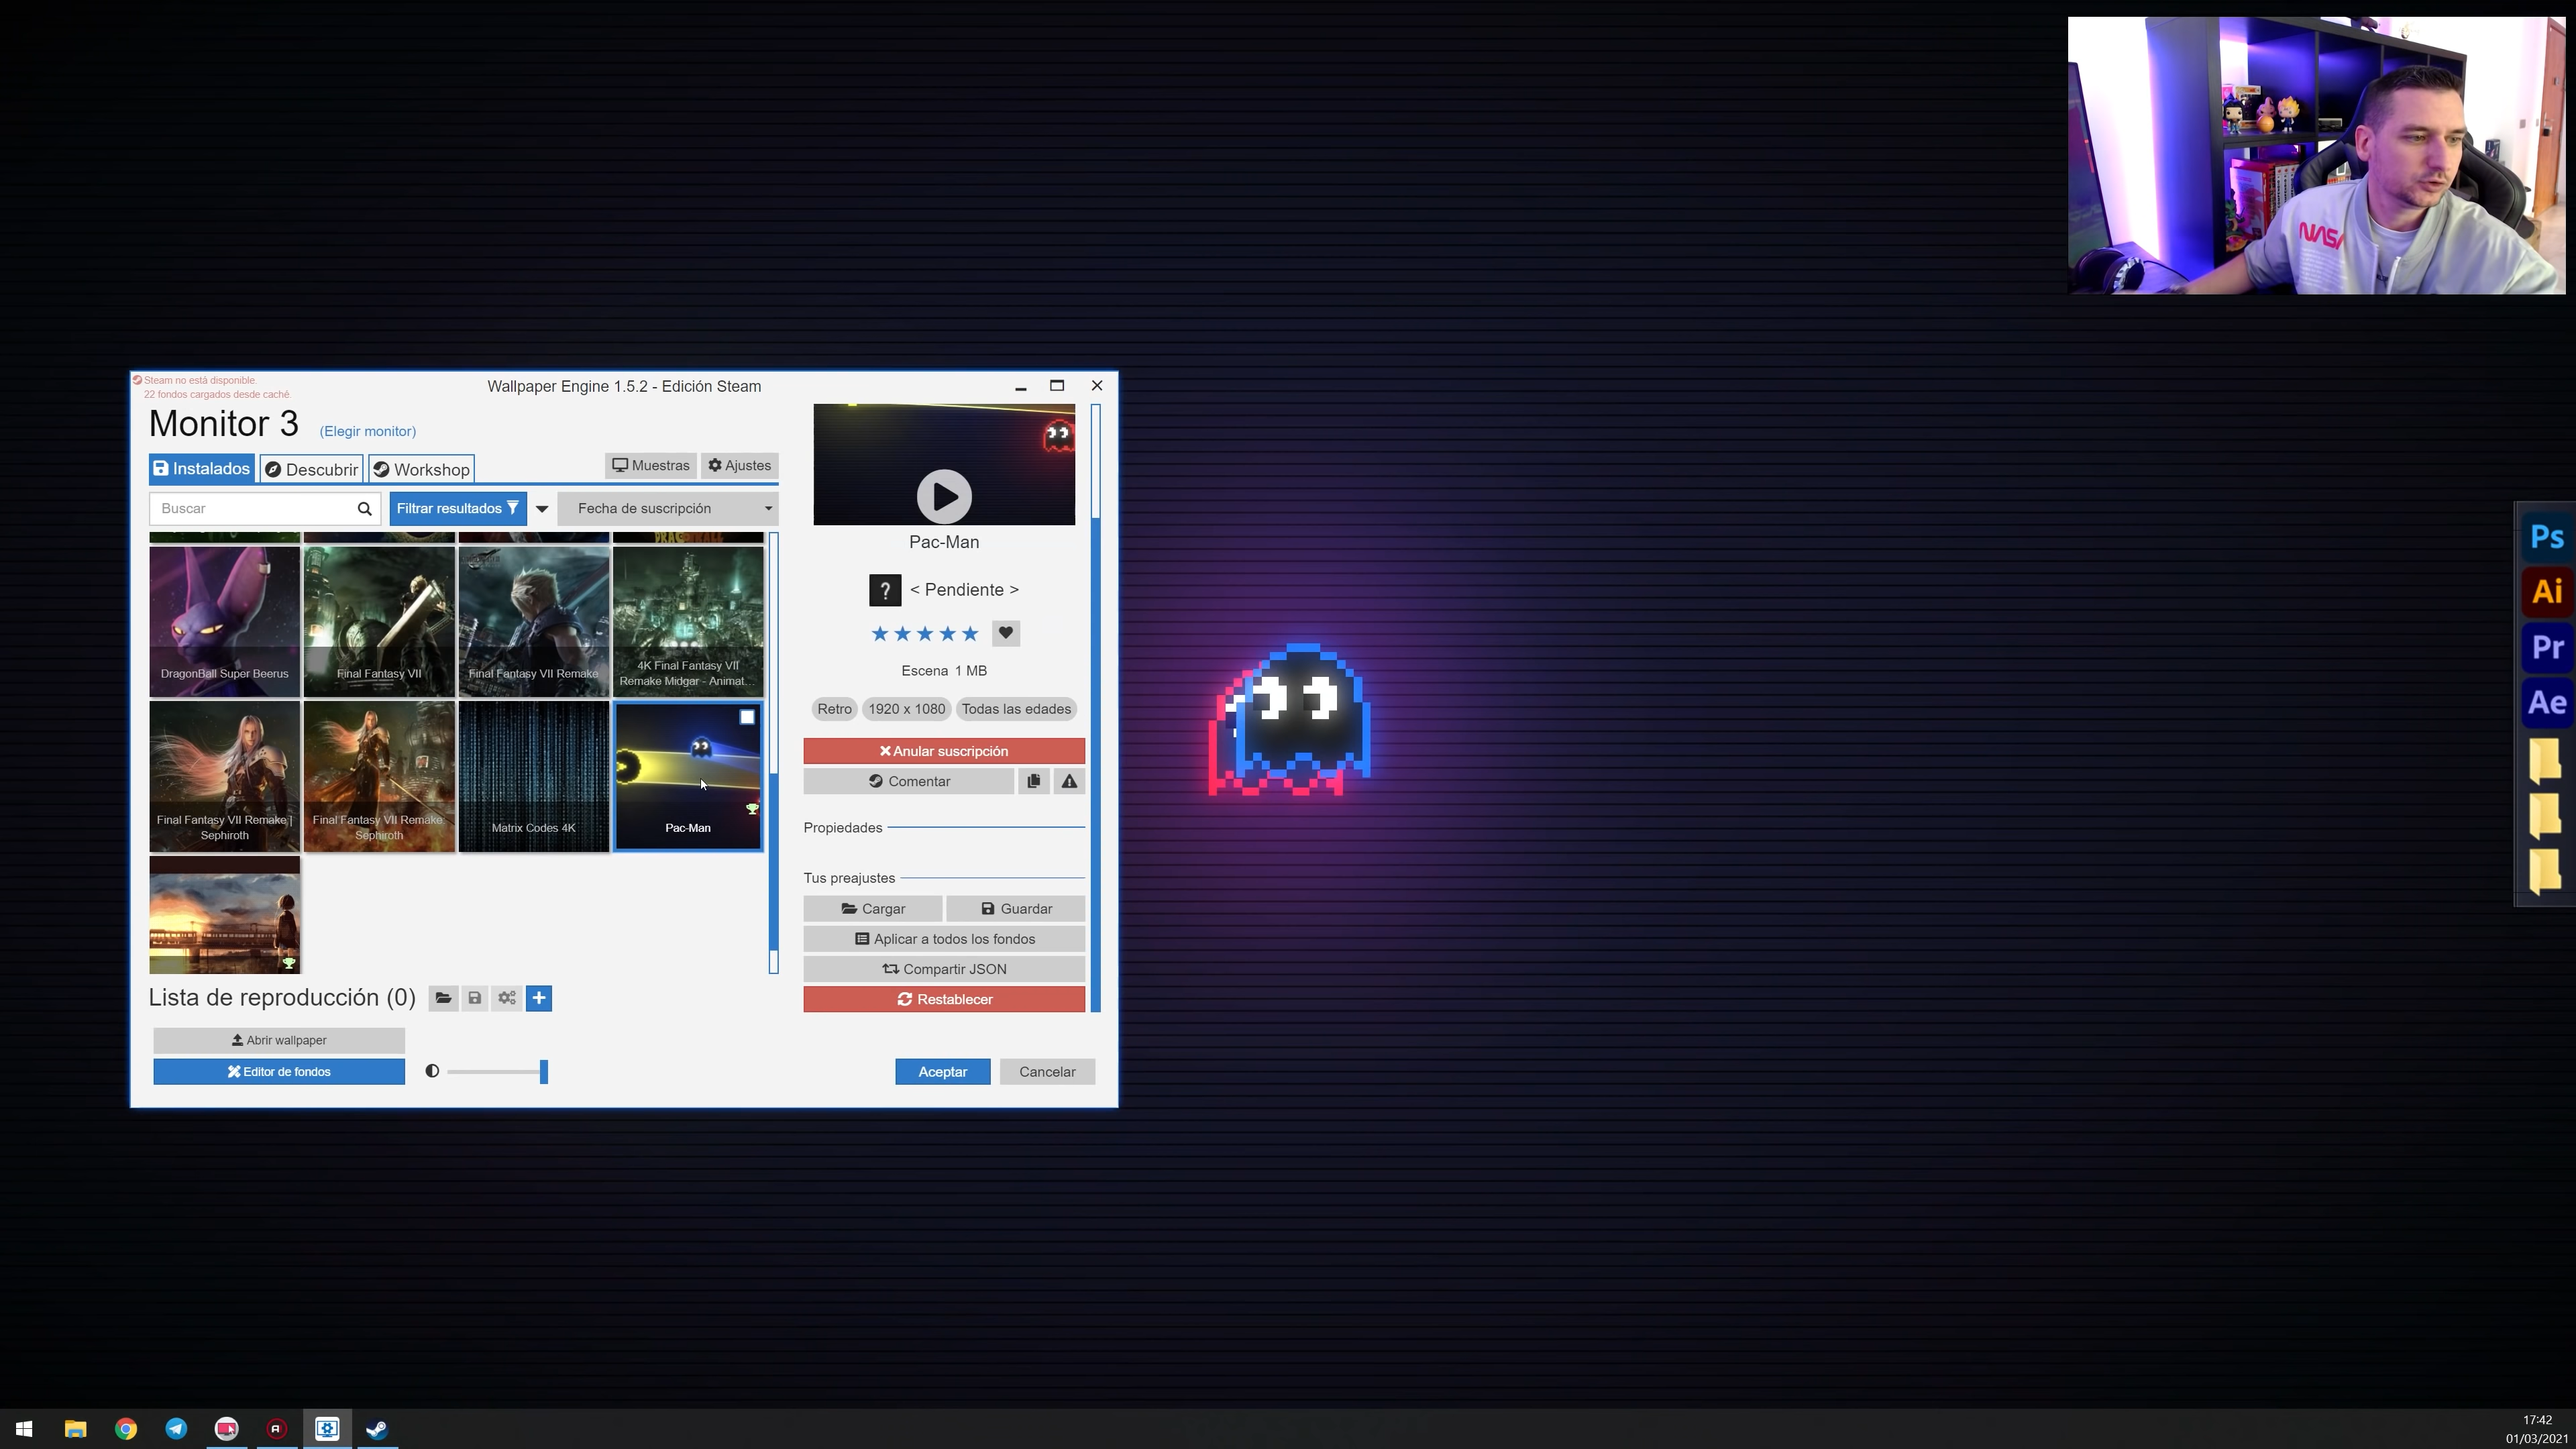 Steam no está disponible.
22 fondos cargados desde caché.
Wallpaper Engine 1.5.2 - Edición Steam
Monitor 3
(Elegir monitor)
Instalados
Descubrir
Workshop
Muestras
Ajustes
Buscar
Filtrar resultados
Fecha de suscripción
DragonBall Super Beerus
Final Fantasy VII
Final Fantasy VII Remake
4K Final Fantasy VII
Remake Midgar - Animat...
Final Fantasy VII Remake |
Sephiroth
Final Fantasy VII Remake
Sephiroth
Matrix Codes 4K
Pac-Man
Lista de reproducción (0)
Abrir wallpaper
Editor de fondos
Pac-Man
?
< Pendiente >
Escena 1 MB
Retro
1920 x 1080
Todas las edades
Anular suscripción
Comentar
Propiedades
Tus preajustes
Cargar
Guardar
Aplicar a todos los fondos
Compartir JSON
Restablecer
Aceptar
Cancelar
NASA
Ps
Ai
Pr
Ae
17:42
01/03/2021